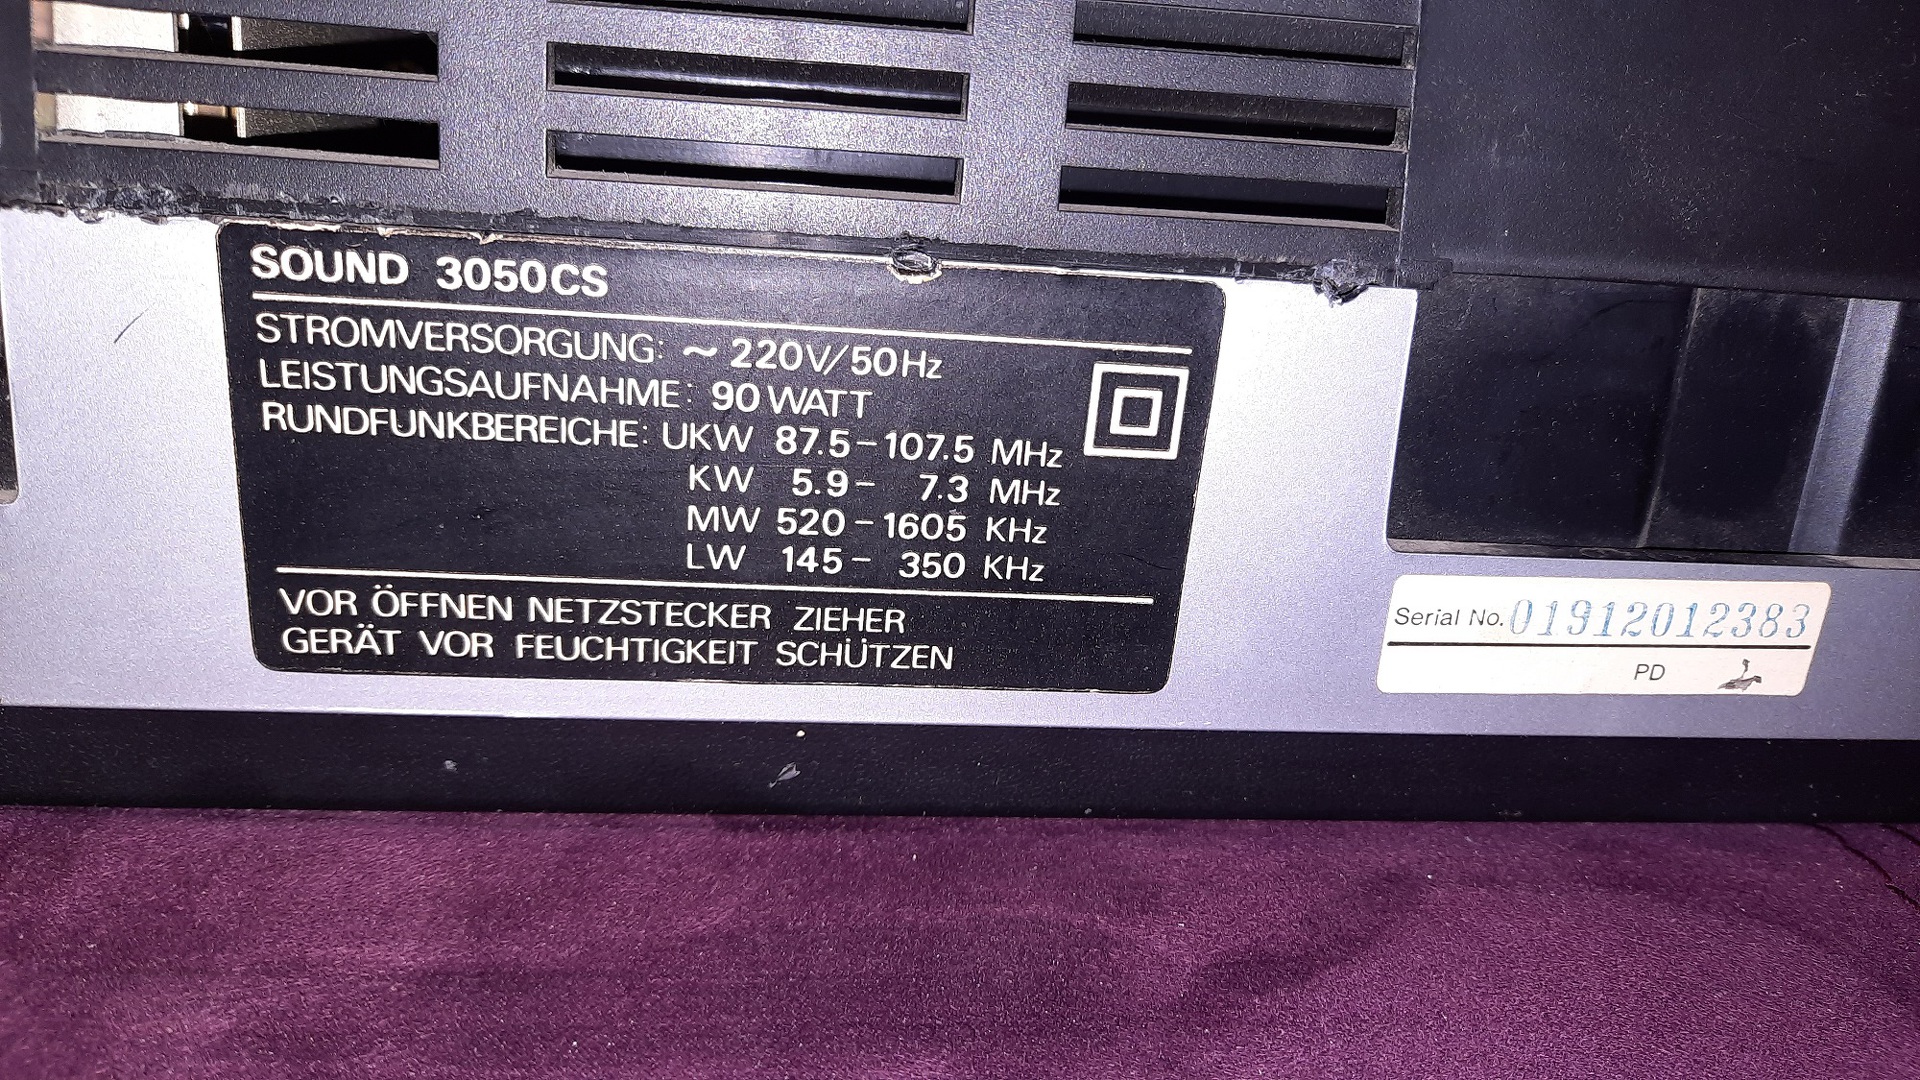 SOUND 3050CS
STROMVERSORGUNG: ~ 220V/50Hz
LEISTUNGSAUFNAHME: 90 WATT
RUNDFUNKBEREICHE: UKW 87.5-107.5 MHz
KW 5.9- 7.3 MHz
MW 520-1605 KHz
LW 145- 350 KHz
VOR ÖFFNEN NETZSTECKER ZIEHER
GERÄT VOR FEUCHTIGKEIT SCHÜTZEN
Serial No. 01912012383
PD